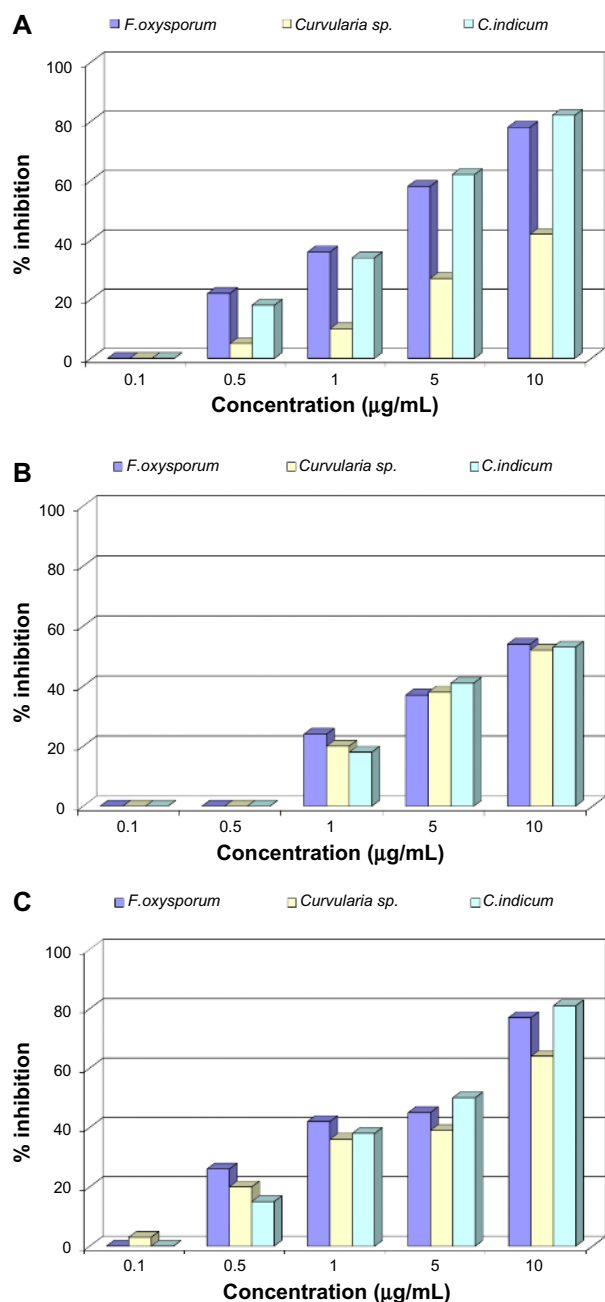 A
F.oxysporum Curvularia sp. C.indicum
100
80
60
40
20
0
% inhibition
0.1 0.5 1 5 10
Concentration (μg/mL)
B
F.oxysporum Curvularia sp. C.indicum
100
80
60
40
20
0
% inhibition
0.1 0.5 1 5 10
Concentration (μg/mL)
C
F.oxysporum Curvularia sp. C.indicum
100
80
60
40
20
0
% inhibition
0.1 0.5 1 5 10
Concentration (μg/mL)